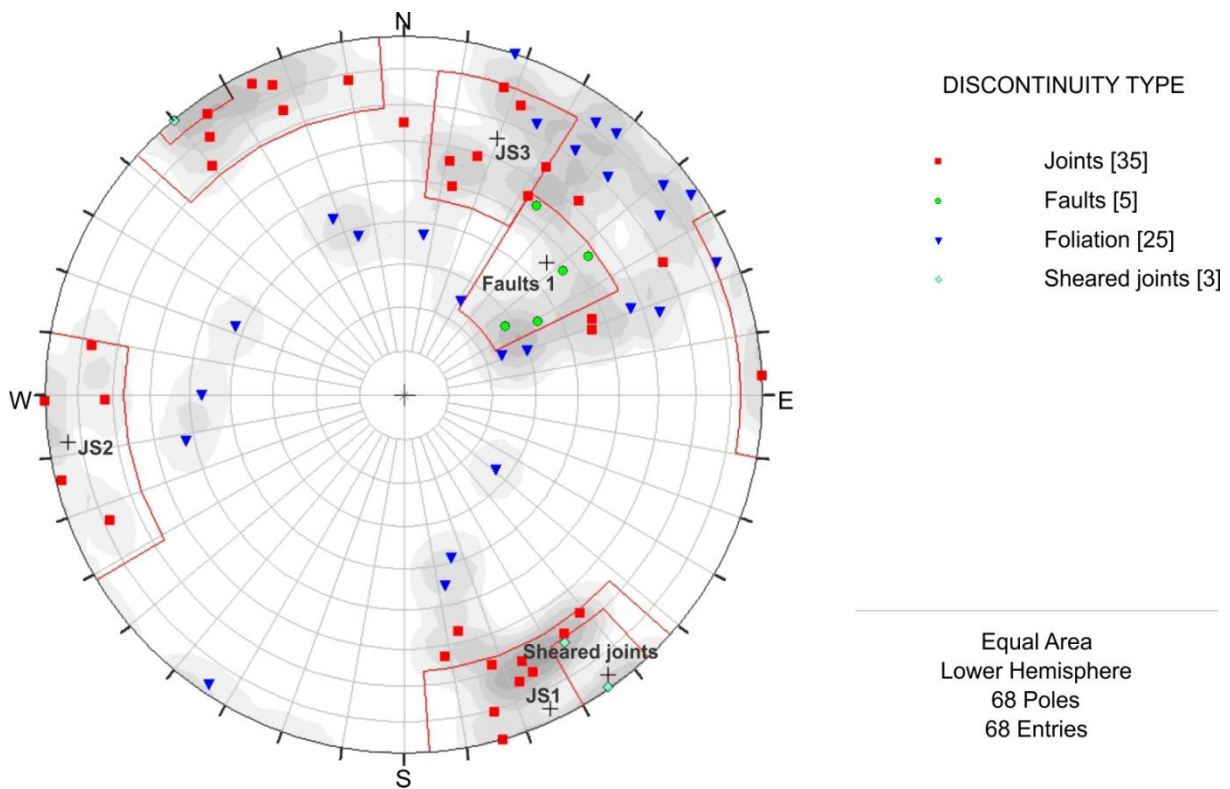 N
JS3
Faults 1
W
E
JS2
Sheared joints
JS1
S
DISCONTINUITY TYPE
Joints [35]
Faults [5]
Foliation [25]
Sheared joints [3]
Equal Area
Lower Hemisphere
68 Poles
68 Entries